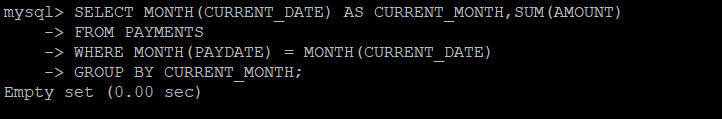 mysql> SELECT MONTH(CURRENT_DATE) AS CURRENT_MONTH,SUM(AMOUNT)
    -> FROM PAYMENTS
    -> WHERE MONTH(PAYDATE) = MONTH(CURRENT_DATE)
    -> GROUP BY CURRENT_MONTH;
Empty set (0.00 sec)